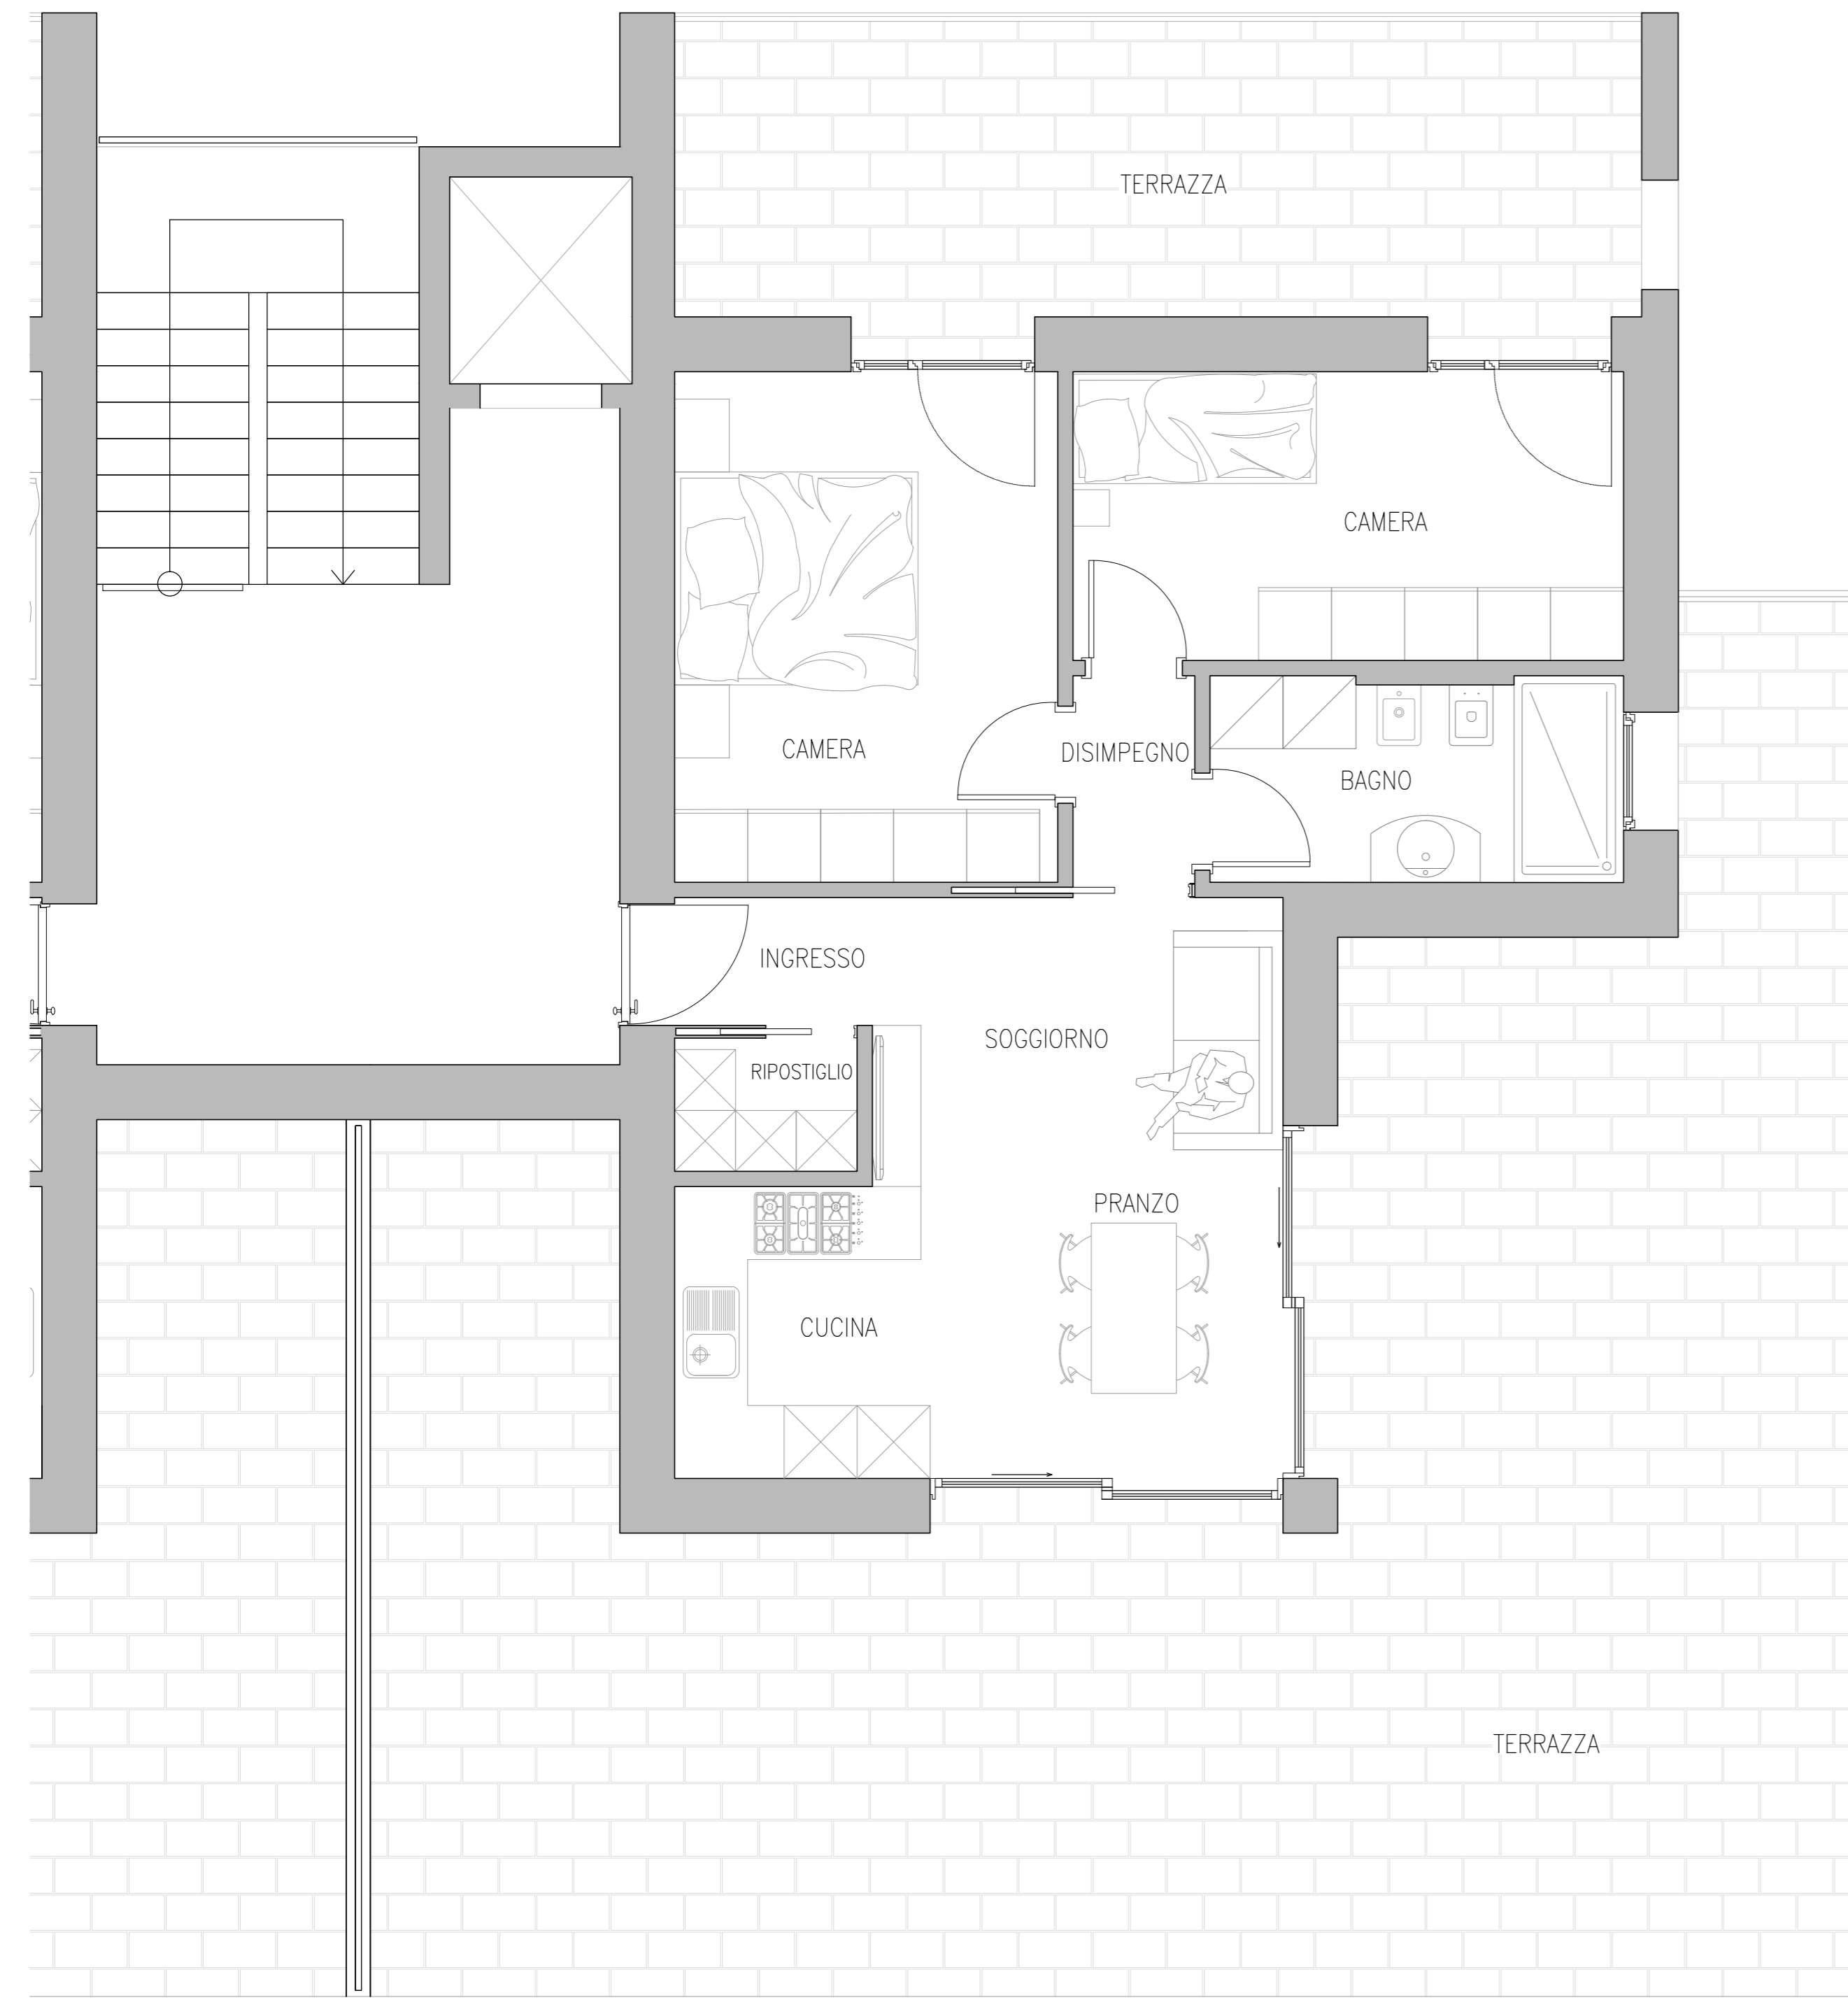 TERRAZZA
CAMERA
CAMERA
DISIMPEGNO
BAGNO
INGRESSO
SOGGIORNO
RIPOSTIGLIO
PRANZO
CUCINA
TERRAZZA